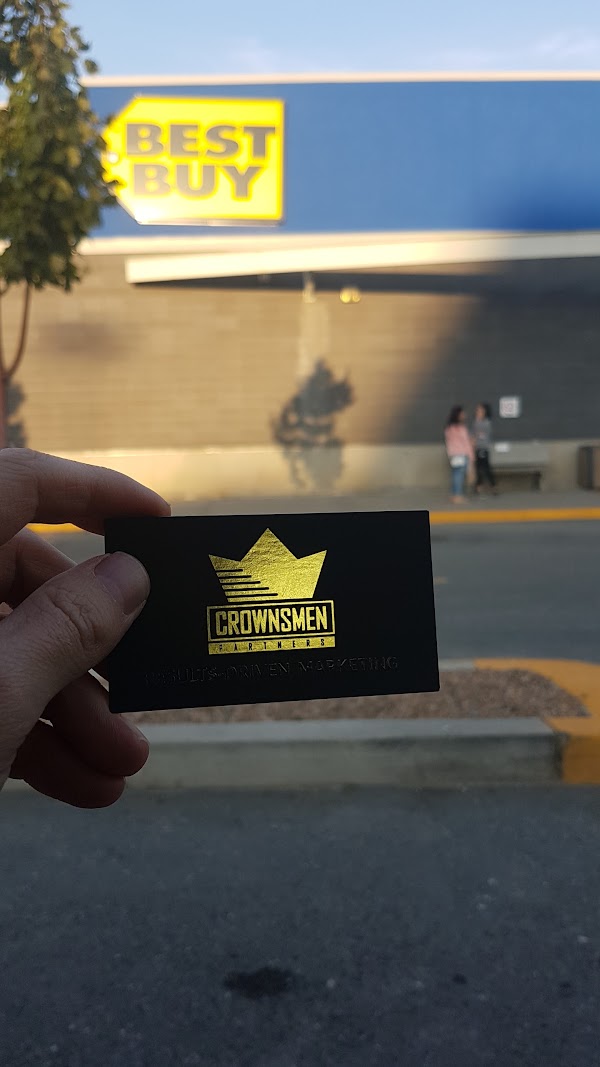 BEST
BUY
CROWNSMEN
PARTNERS
RESULTS-DRIVEN MARKETING